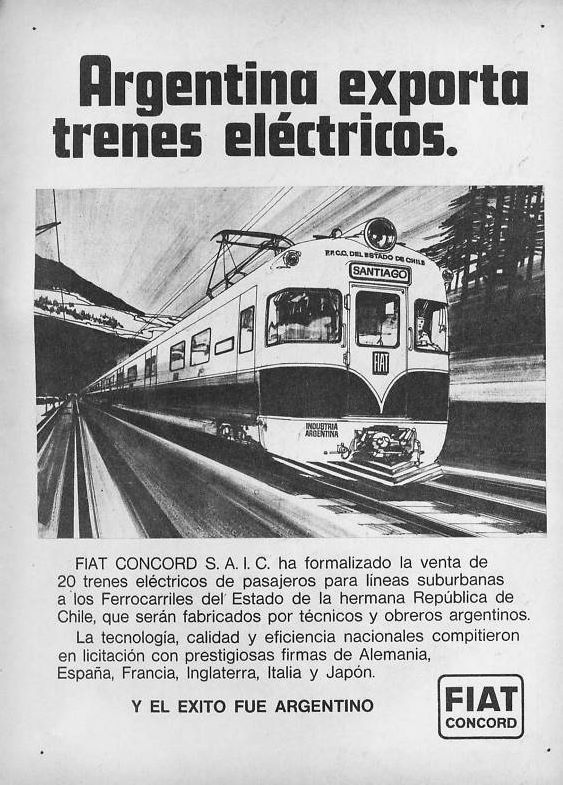 Argentina exporta
trenes eléctricos.
F.F.C.C. DEL ESTADO DE CHILE
SANTIAGO
FIAT
INDUSTRIA
ARGENTINA
FIAT CONCORD S. A. I. C. ha formalizado la venta de
20 trenes eléctricos de pasajeros para líneas suburbanas
a los Ferrocarriles del Estado de la hermana República de
Chile, que serán fabricados por técnicos y obreros argentinos.
La tecnología, calidad y eficiencia nacionales compitieron
en licitación con prestigiosas firmas de Alemania,
España, Francia, Inglaterra, Italia y Japón.
Y EL EXITO FUE ARGENTINO
FIAT
CONCORD